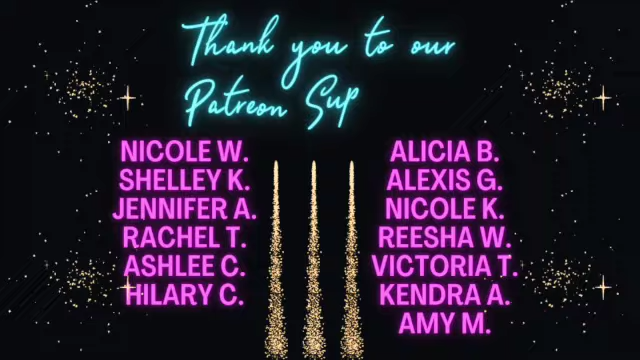 Thank you to our
Patreon Sup
NICOLE W.
SHELLEY K.
JENNIFER A.
RACHEL T.
ASHLEE C.
HILARY C.
ALICIA B.
ALEXIS G.
NICOLE K.
REESHA W.
VICTORIA T.
KENDRA A.
AMY M.